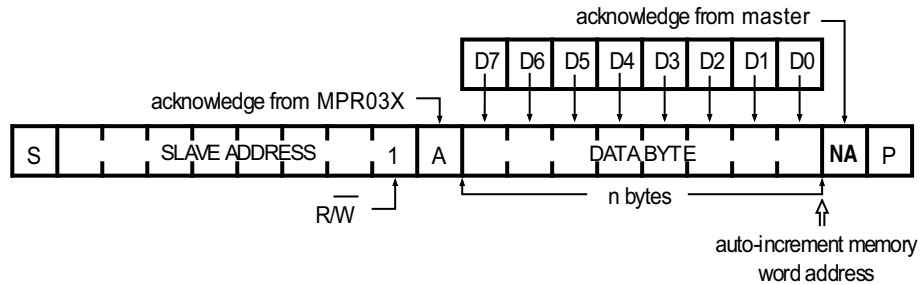 acknowledge from master
D7 D6 D5 D4 D3 D2 D1 D0
acknowledge from MPR03X
S SLAVE ADDRESS 1 A DATA BYTE NA P
R/W̅
n bytes
auto-increment memory
word address